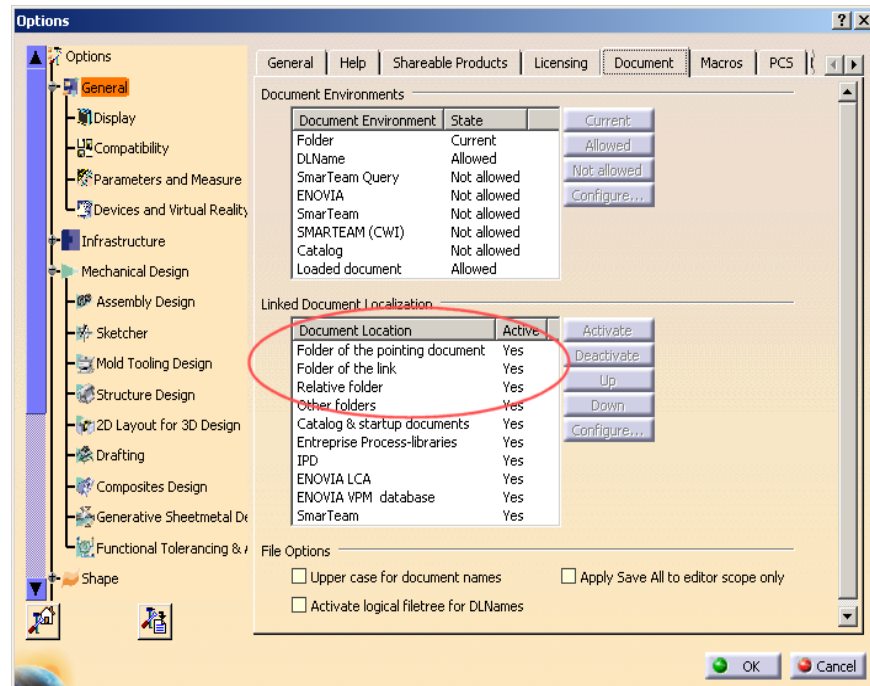 Options
Options
General
Display
Compatibility
Parameters and Measure
Devices and Virtual Reality
Infrastructure
Mechanical Design
Assembly Design
Sketcher
Mold Tooling Design
Structure Design
2D Layout for 3D Design
Drafting
Composites Design
Generative Sheetmetal De
Functional Tolerancing &
Shape
General Help Shareable Products Licensing Document Macros PCS
Document Environments
Document Environment State
Folder Current
DLName Allowed
SmarTeam Query Not allowed
ENOVIA Not allowed
SmarTeam Not allowed
SMARTEAM (CWI) Not allowed
Catalog Not allowed
Loaded document Allowed
Current
Allowed
Not allowed
Configure...
Linked Document Localization
Document Location Active
Folder of the pointing document Yes
Folder of the link Yes
Relative folder Yes
Other folders Yes
Catalog & startup documents Yes
Entreprise Process-libraries Yes
IPD Yes
ENOVIA LCA Yes
ENOVIA VPM database Yes
SmarTeam Yes
Activate
Deactivate
Up
Down
Configure...
File Options
Upper case for document names
Apply Save All to editor scope only
Activate logical filetree for DLNames
OK Cancel